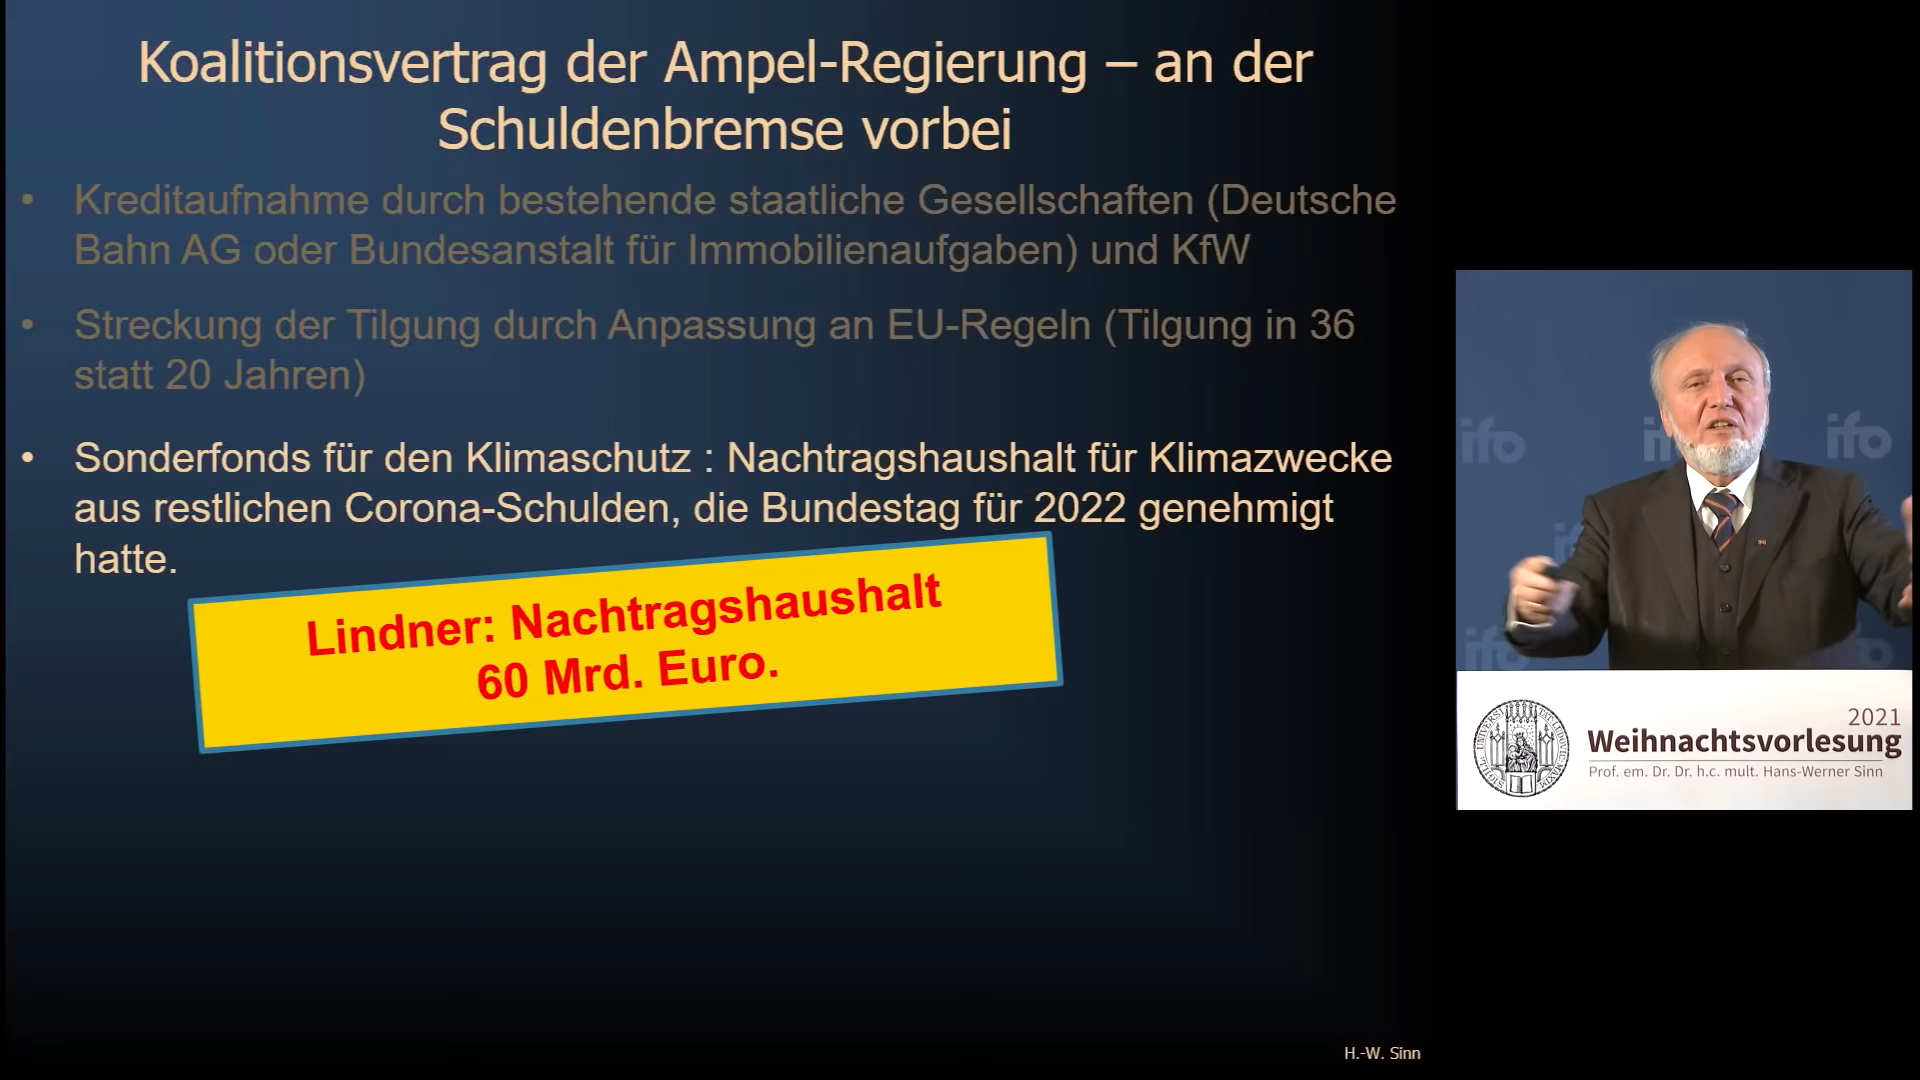 Koalitionsvertrag der Ampel-Regierung – an der
Schuldenbremse vorbei
• Kreditaufnahme durch bestehende staatliche Gesellschaften (Deutsche
Bahn AG oder Bundesanstalt für Immobilienaufgaben) und KfW
• Streckung der Tilgung durch Anpassung an EU-Regeln (Tilgung in 36
statt 20 Jahren)
• Sonderfonds für den Klimaschutz : Nachtragshaushalt für Klimazwecke
aus restlichen Corona-Schulden, die Bundestag für 2022 genehmigt
hatte.
Lindner: Nachtragshaushalt
60 Mrd. Euro.
H.-W. Sinn
ifo
ifo
2021
Weihnachtsvorlesung
Prof. em. Dr. Dr. h.c. mult. Hans-Werner Sinn